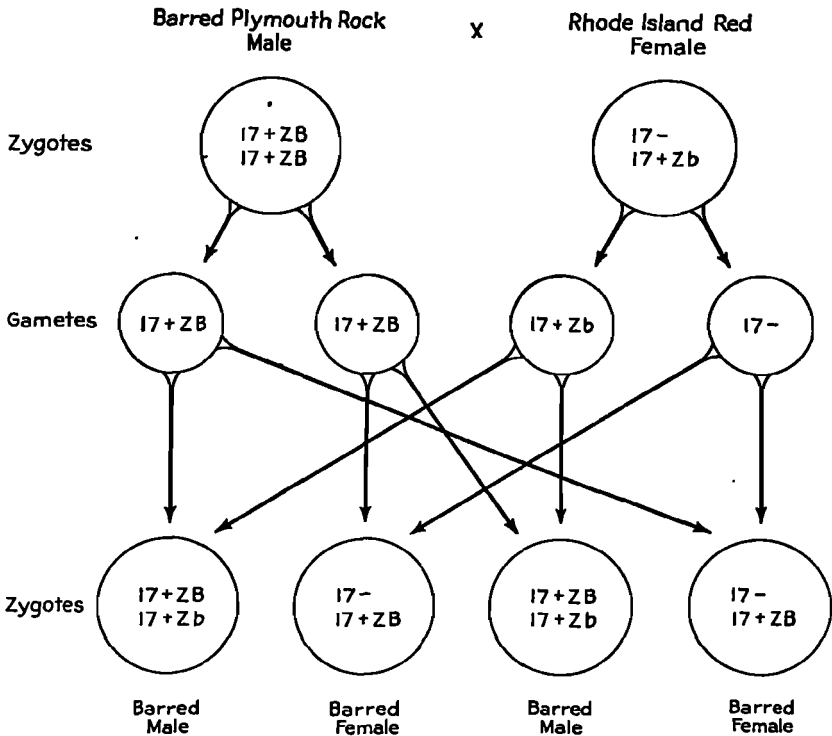 Barred Plymouth Rock
Male
X
Rhode Island Red
Female
Zygotes
17+ZB
17+ZB
17-
17+Zb
Gametes
17+ZB
17+ZB
17+Zb
17-
Zygotes
17+ZB
17+Zb
17-
17+ZB
17+ZB
17+Zb
17-
17+ZB
Barred
Male
Barred
Female
Barred
Male
Barred
Female